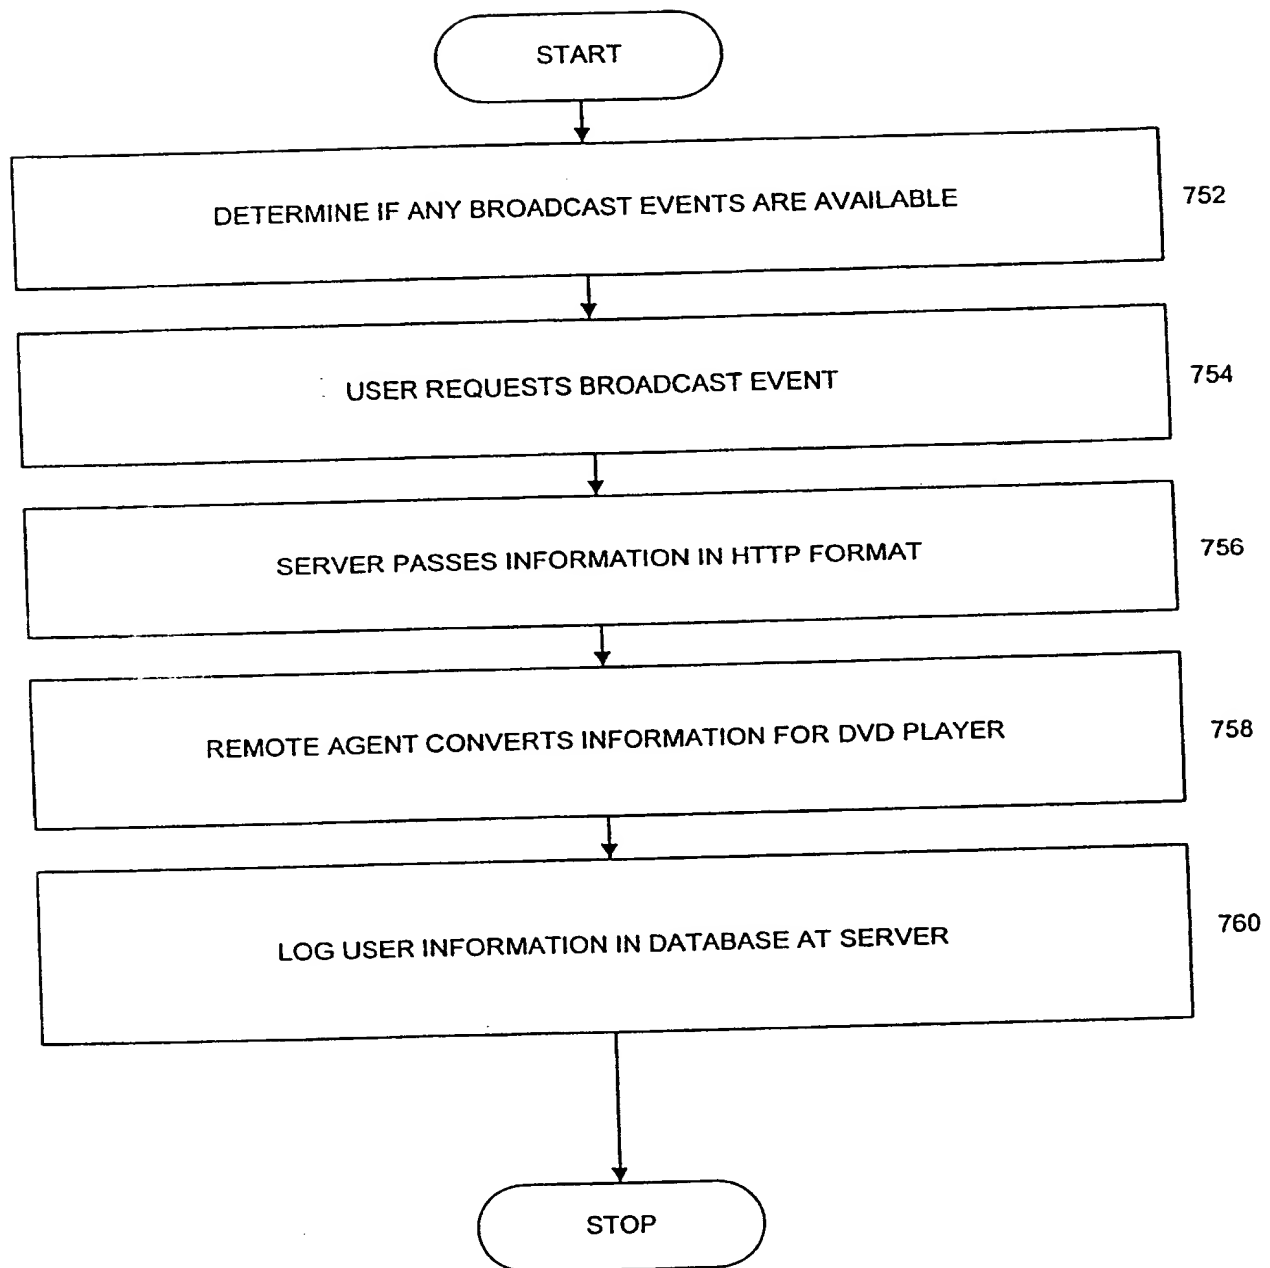 START
DETERMINE IF ANY BROADCAST EVENTS ARE AVAILABLE
752
USER REQUESTS BROADCAST EVENT
754
SERVER PASSES INFORMATION IN HTTP FORMAT
756
REMOTE AGENT CONVERTS INFORMATION FOR DVD PLAYER
758
LOG USER INFORMATION IN DATABASE AT SERVER
760
STOP